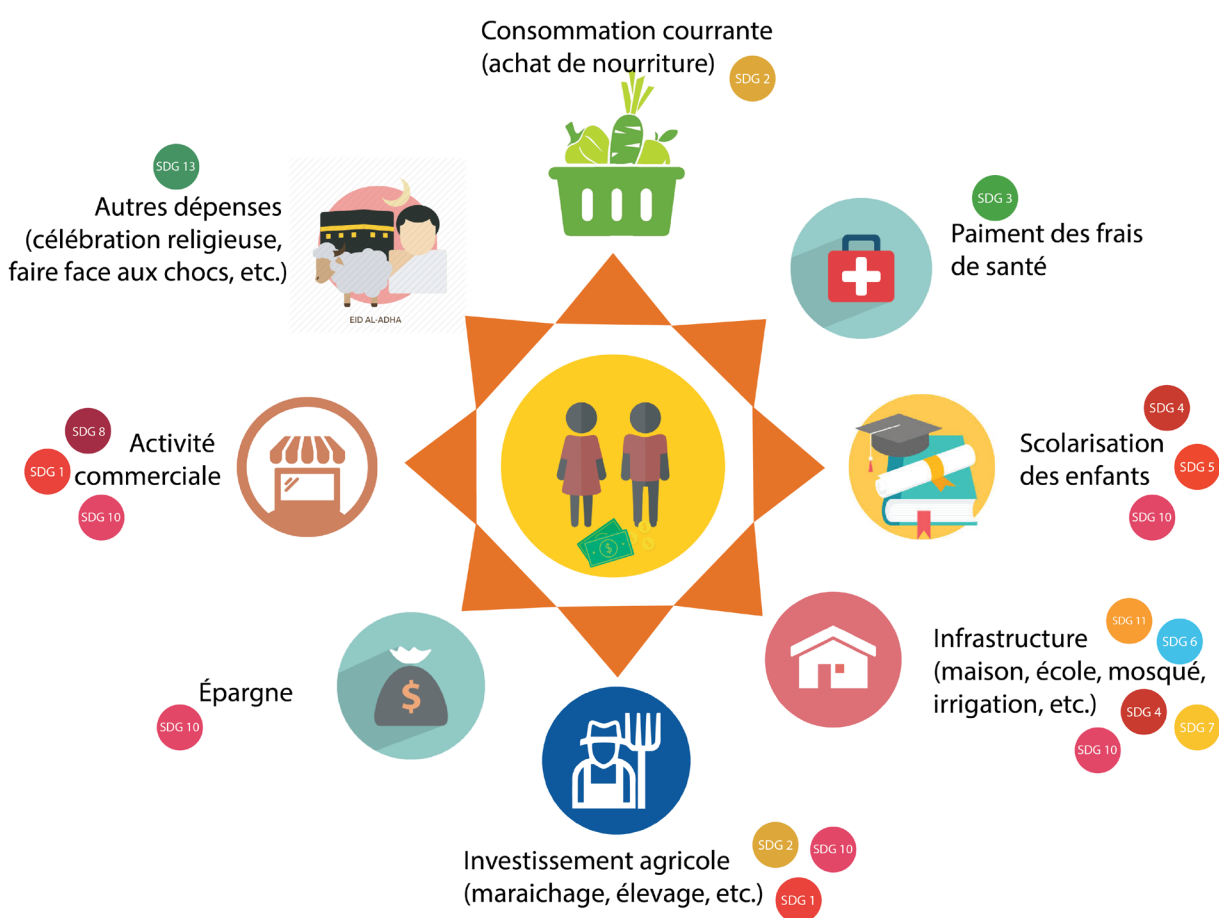 Consommation courrante
(achat de nourriture)
SDG 2
SDG 3
Paiment des frais
de santé
SDG 4
Scolarisation
des enfants
SDG 5
SDG 10
SDG 11
Infrastructure
SDG 6
(maison, école, mosqué,
irrigation, etc.)
SDG 4
SDG 7
SDG 10
SDG 2
SDG 10
Investissement agricole
(maraichage, élevage, etc.)
SDG 1
Épargne
SDG 10
SDG 8
Activité
SDG 1
commerciale
SDG 10
SDG 13
Autres dépenses
(célébration religieuse,
faire face aux chocs, etc.)
EID AL-ADHA
$
$